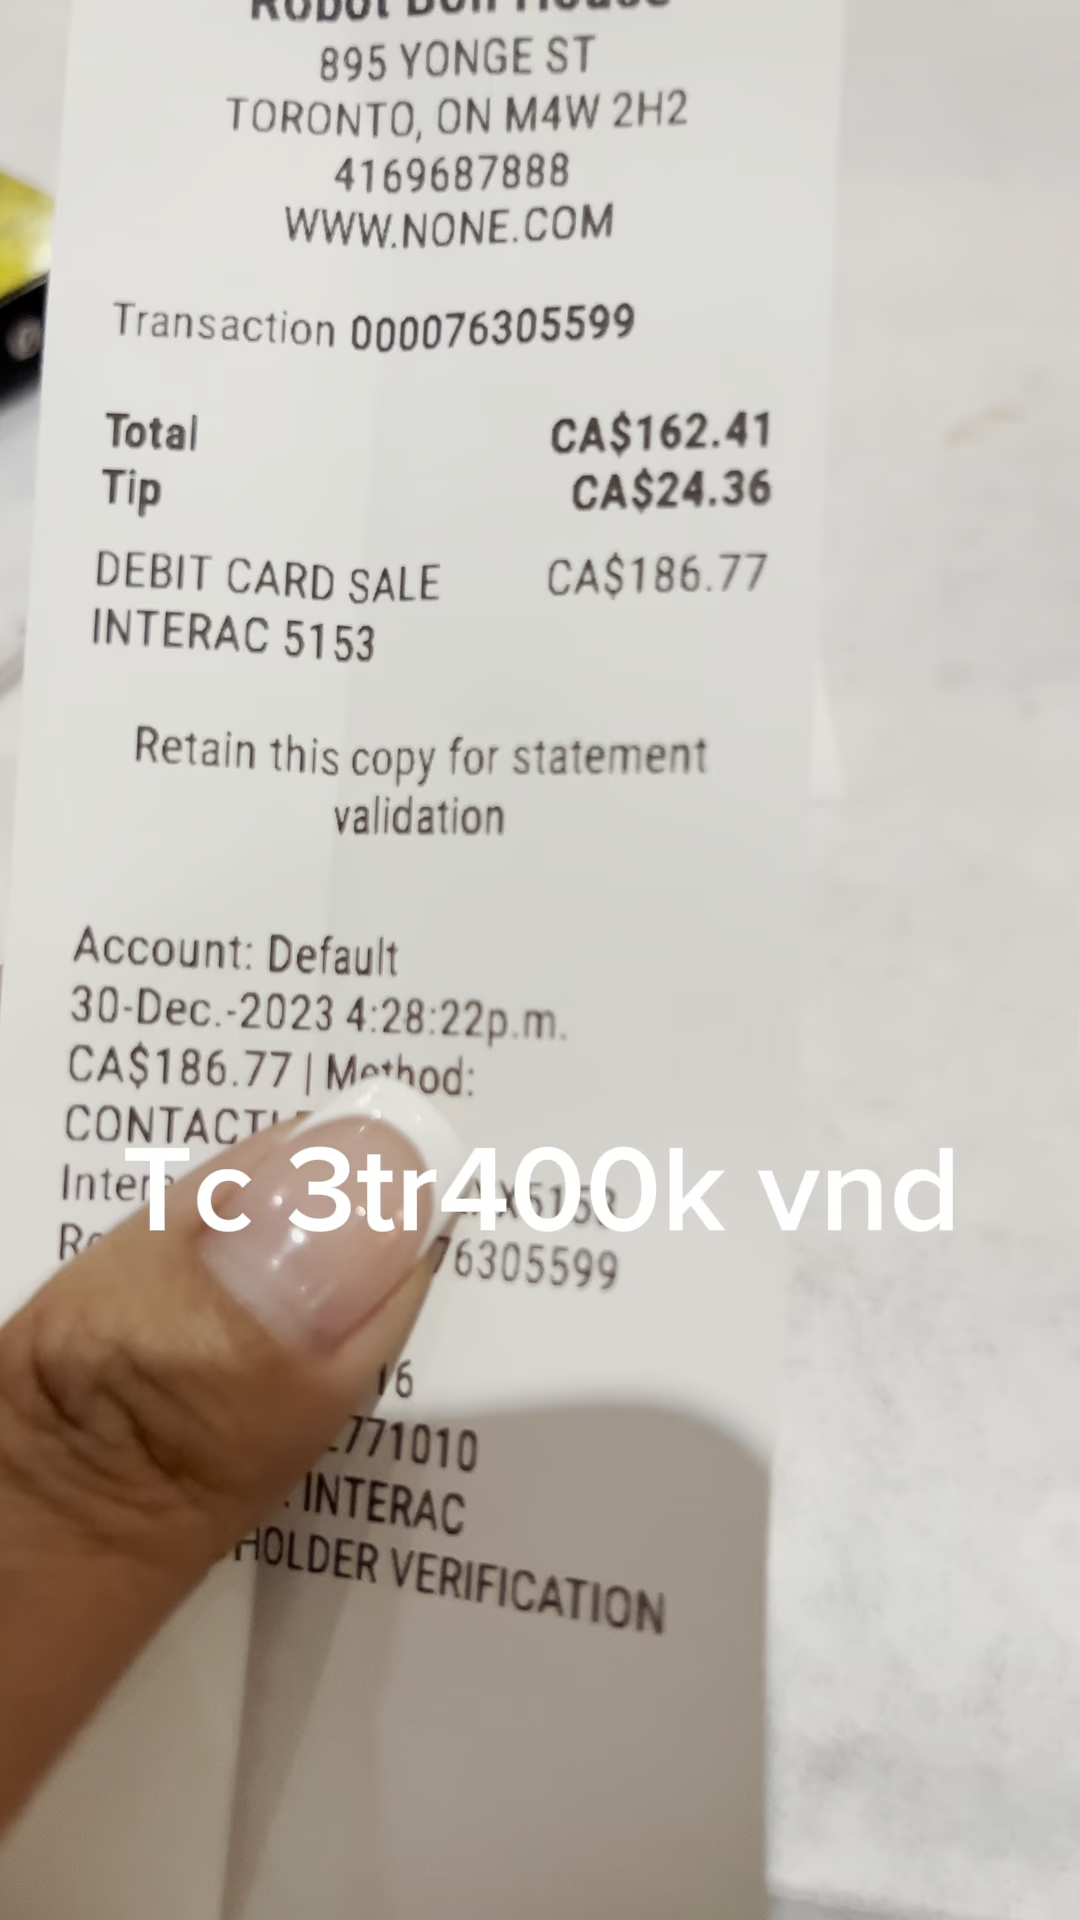 895 YONGE ST
TORONTO, ON M4W 2H2
4169687888
WWW.NONE.COM
Transaction 000076305599
Total CA$162.41
Tip CA$24.36
DEBIT CARD SALE CA$186.77
INTERAC 5153
Retain this copy for statement
validation
Account: Default
30-Dec.-2023 4:28:22p.m.
CA$186.77 | Method:
Tc 3tr400k vnd
76305599
6
771010
INTERAC
HOLDER VERIFICATION